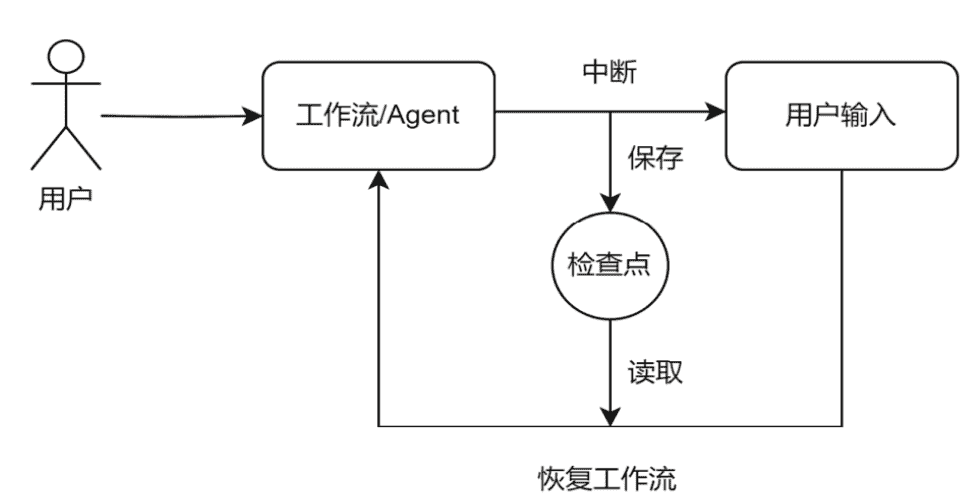 中断
工作流/Agent
用户输入
保存
用户
检查点
读取
恢复工作流